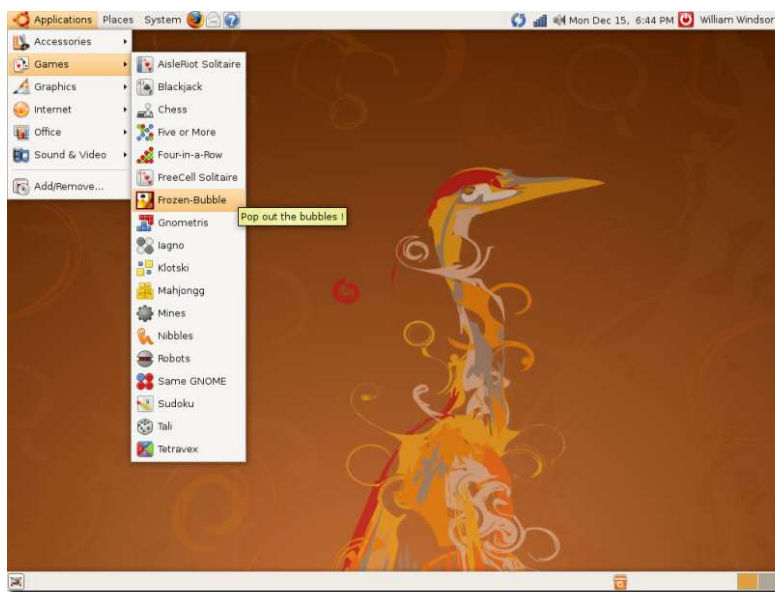 Applications Places System Mon Dec 15, 6:44 PM William Windsor
Accessories
Games
Graphics
Internet
Office
Sound & Video
Add/Remove...
AisleRiot Solitaire
Blackjack
Chess
Five or More
Four-in-a-Row
FreeCell Solitaire
Frozen-Bubble
Pop out the bubbles !
Gnometris
Iagno
Klotski
Mahjongg
Mines
Nibbles
Robots
Same GNOME
Sudoku
Tali
Tetravex